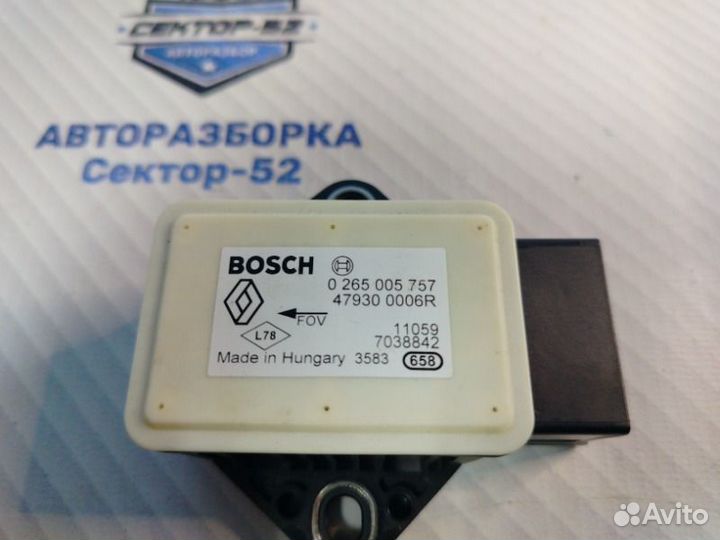 СЕКТОР-52
АВТОРАЗБОР
АВТОРАЗБОРКА
Сектор-52
BOSCH
0 265 005 757
47930 0006R
FOV
L78
11059
7038842
Made in Hungary 3583 658
Avito